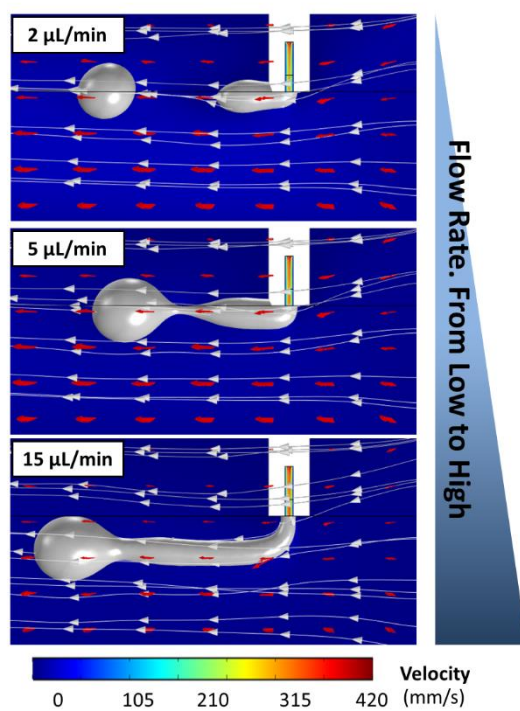 2 µL/min
5 µL/min
15 µL/min
Flow Rate. From Low to High
0 105 210 315 420
Velocity
(mm/s)